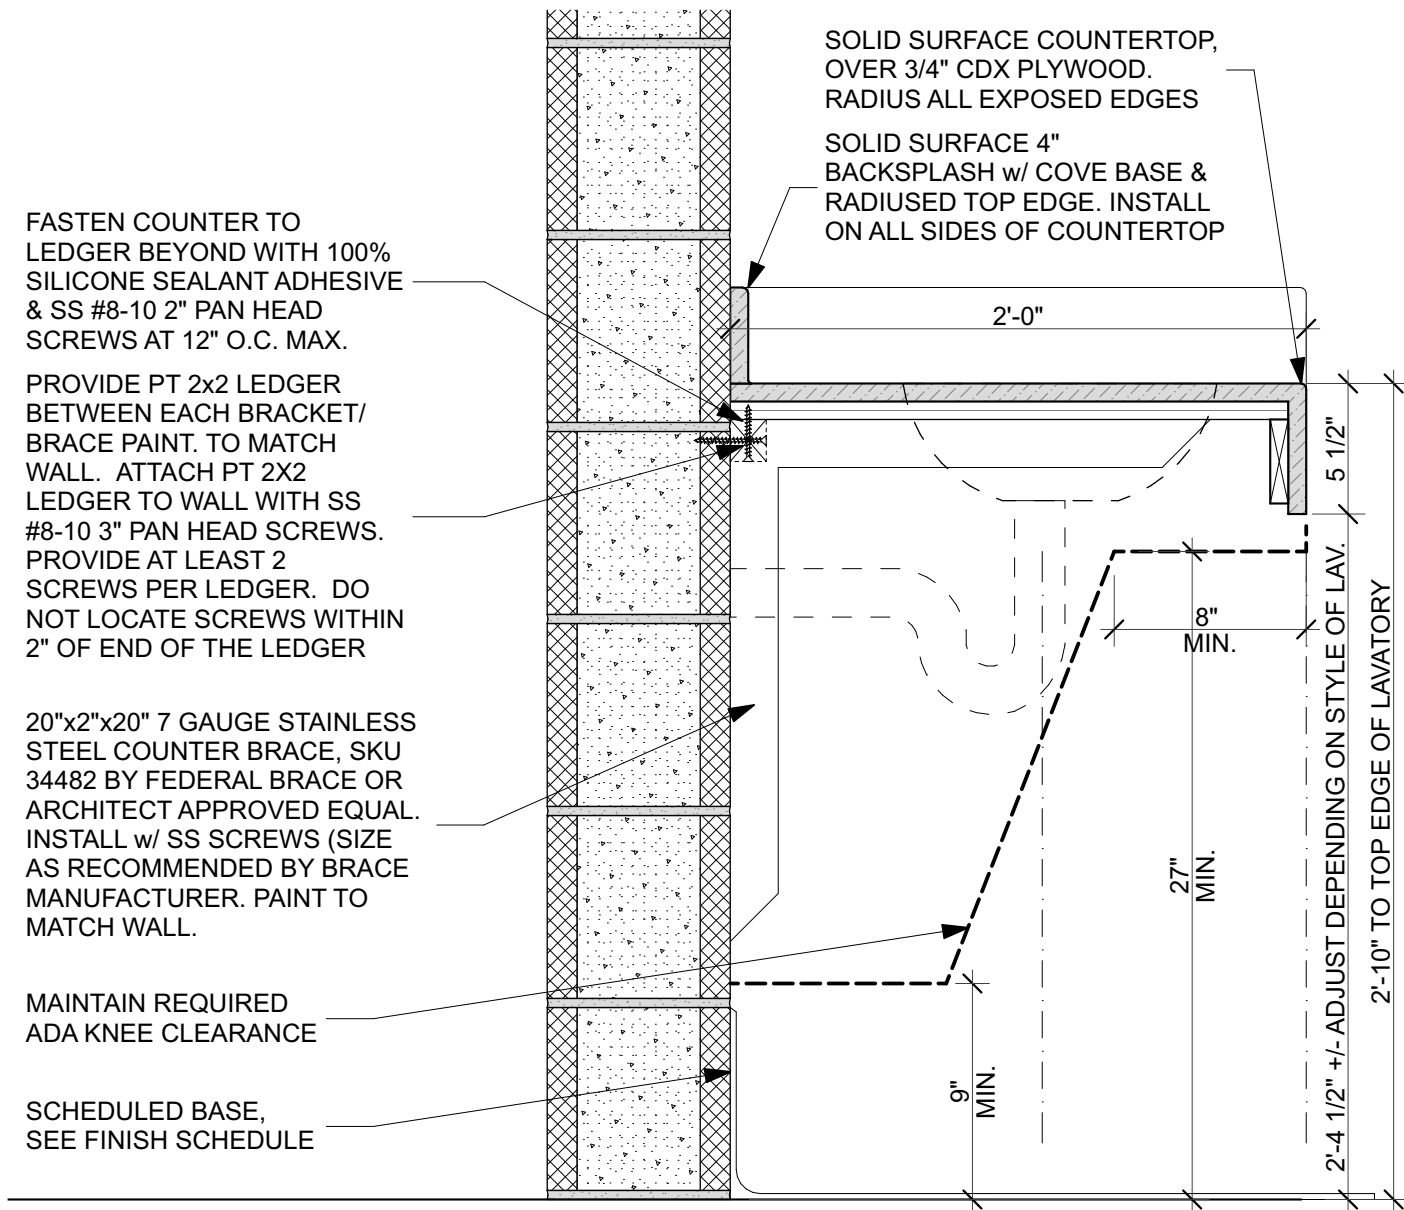 SOLID SURFACE COUNTERTOP,
OVER 3/4" CDX PLYWOOD.
RADIUS ALL EXPOSED EDGES
SOLID SURFACE 4"
BACKSPLASH w/ COVE BASE &
RADIUSED TOP EDGE. INSTALL
ON ALL SIDES OF COUNTERTOP
FASTEN COUNTER TO
LEDGER BEYOND WITH 100%
SILICONE SEALANT ADHESIVE
& SS #8-10 2" PAN HEAD
SCREWS AT 12" O.C. MAX.
PROVIDE PT 2x2 LEDGER
BETWEEN EACH BRACKET/
BRACE PAINT. TO MATCH
WALL.  ATTACH PT 2X2
LEDGER TO WALL WITH SS
#8-10 3" PAN HEAD SCREWS.
PROVIDE AT LEAST 2
SCREWS PER LEDGER.  DO
NOT LOCATE SCREWS WITHIN
2" OF END OF THE LEDGER
20"x2"x20" 7 GAUGE STAINLESS
STEEL COUNTER BRACE, SKU
34482 BY FEDERAL BRACE OR
ARCHITECT APPROVED EQUAL.
INSTALL w/ SS SCREWS (SIZE
AS RECOMMENDED BY BRACE
MANUFACTURER. PAINT TO
MATCH WALL.
MAINTAIN REQUIRED
ADA KNEE CLEARANCE
SCHEDULED BASE,
SEE FINISH SCHEDULE
2'-0"
5 1/2"
8"
MIN.
27"
MIN.
9"
MIN.
2'-4 1/2" +/- ADJUST DEPENDING ON STYLE OF LAV.
2'-10" TO TOP EDGE OF LAVATORY